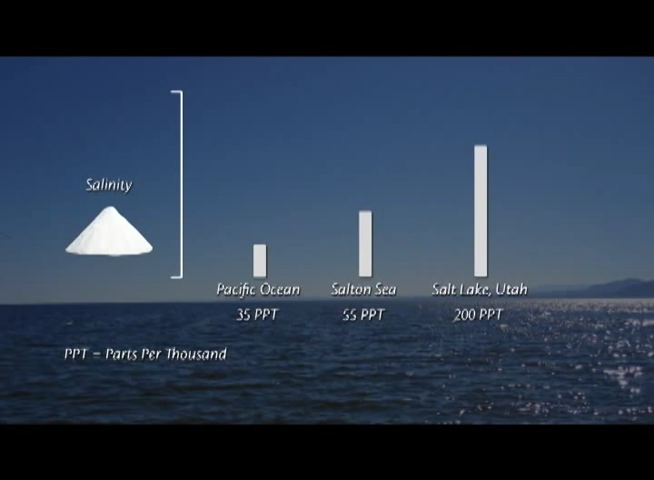 Salinity
Pacific Ocean
Salton Sea
Salt Lake, Utah
35 PPT
55 PPT
200 PPT
PPT - Parts Per Thousand